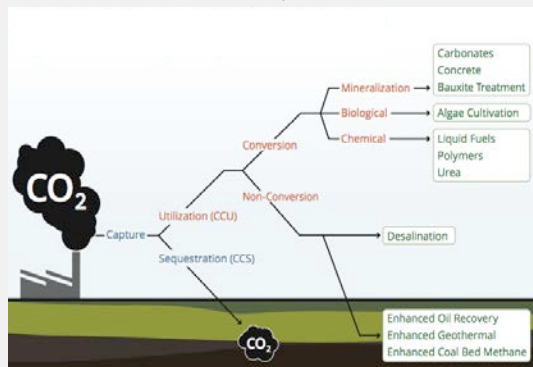 Carbonates
Concrete
Bauxite Treatment
Mineralization
Biological
Algae Cultivation
Chemical
Liquid Fuels
Polymers
Urea
Conversion
CO2
Non-Conversion
Utilization (CCU)
Capture
Desalination
Sequestration (CCS)
Enhanced Oil Recovery
Enhanced Geothermal
Enhanced Coal Bed Methane
CO2